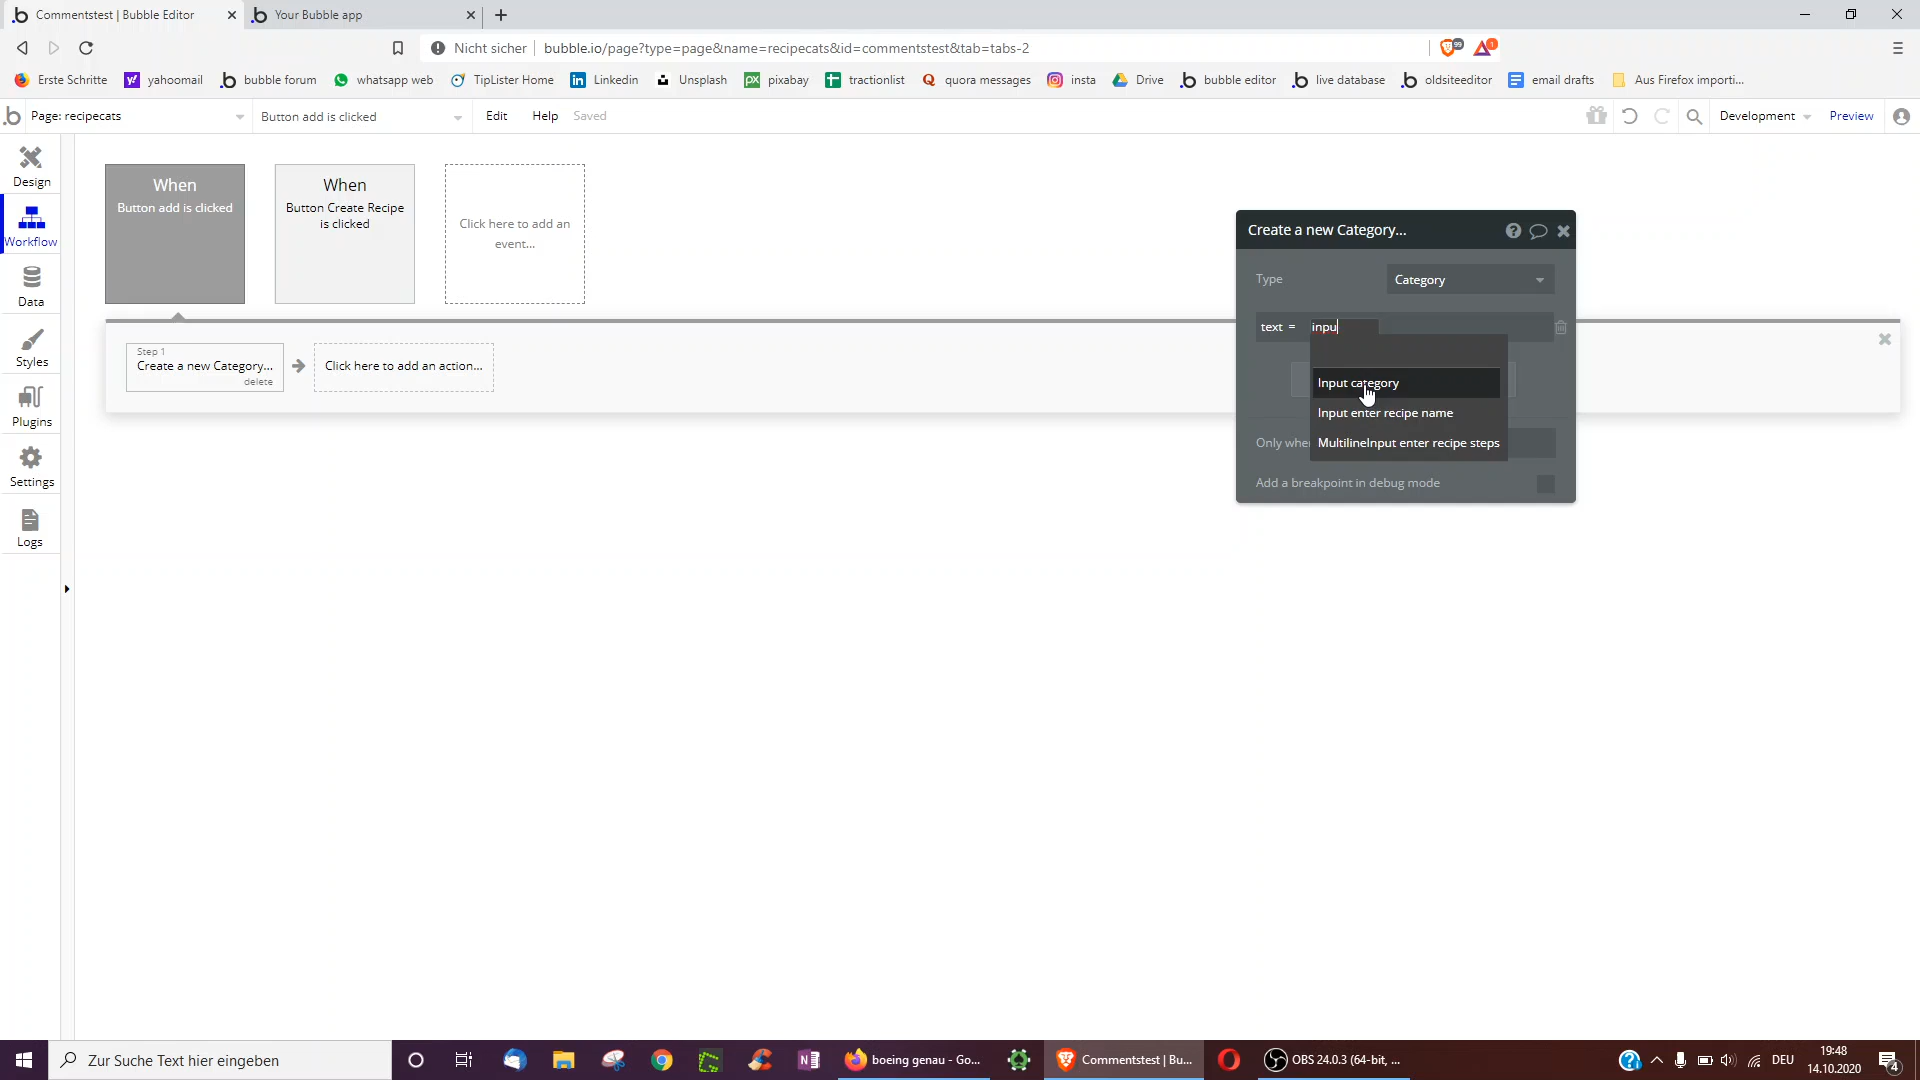 Commentstest | Bubble Editor
Your Bubble app
Nicht sicher
bubble.io/page?type=page&name=recipecats&id=commentstest&tab=tabs-2
99
1
Erste Schritte
yahoomail
bubble forum
whatsapp web
TipLister Home
Linkedin
Unsplash
pixabay
tractionlist
quora messages
insta
Drive
bubble editor
live database
oldsiteeditor
email drafts
Aus Firefox importi...
Page: recipecats
Button add is clicked
Edit
Help
Saved
Development
Preview
Design
Workflow
Data
Styles
Plugins
Settings
Logs
When
Button add is clicked
When
Button Create Recipe
is clicked
Click here to add an
event...
Step 1
Create a new Category...
delete
Click here to add an action...
Create a new Category...
Type
Category
text =
inpu
Input category
Input enter recipe name
MultilineInput enter recipe steps
Only whe
Add a breakpoint in debug mode
Zur Suche Text hier eingeben
boeing genau - Go...
Commentstest | Bu...
OBS 24.0.3 (64-bit, ...
DEU
19:48
14.10.2020
4